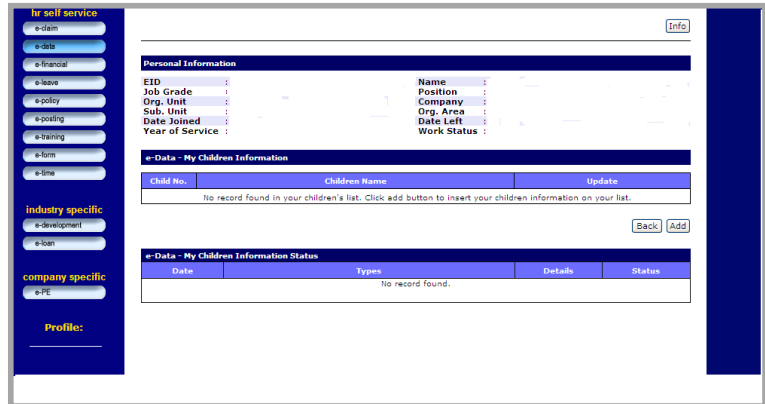 hr self service
e-claim
e-data
e-financial
e-leave
e-policy
e-posting
e-training
e-form
e-time
industry specific
e-development
e-loan
company specific
e-PE
Profile:
Info
Personal Information
EID : Name :
Job Grade : Position :
Org. Unit : Company :
Sub. Unit : Org. Area :
Date Joined : Date Left :
Year of Service : Work Status :
e-Data - My Children Information
Child No. Children Name Update
No record found in your children's list. Click add button to insert your children information on your list.
Back Add
e-Data - My Children Information Status
Date Types Details Status
No record found.